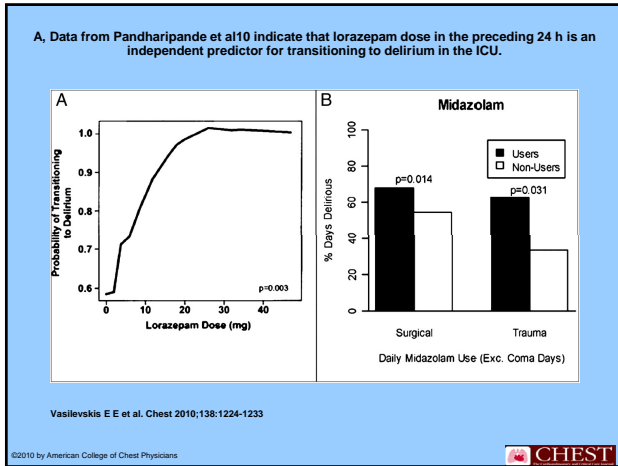 A, Data from Pandharipande et al10 indicate that lorazepam dose in the preceding 24 h is an
independent predictor for transitioning to delirium in the ICU.
A
Probability of Transitioning
to Delirium
1.0
0.9
0.8
0.7
0.6
p=0.003
0
10
20
30
40
Lorazepam Dose (mg)
B
Midazolam
% Days Delirious
100
80
60
40
20
0
Users
Non-Users
p=0.014
p=0.031
Surgical
Trauma
Daily Midazolam Use (Exc. Coma Days)
Vasilevskis E E et al. Chest 2010;138:1224-1233
©2010 by American College of Chest Physicians
CHEST